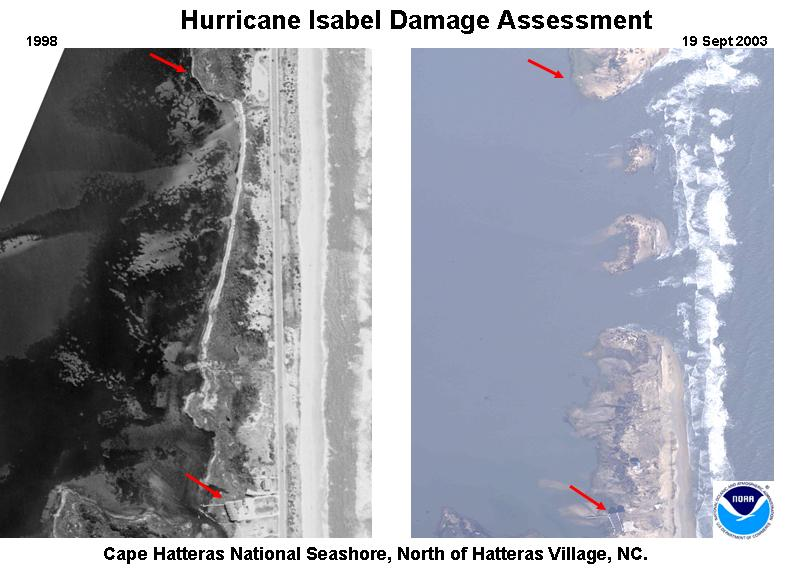 Hurricane Isabel Damage Assessment
1998
19 Sept 2003
NOAA
Cape Hatteras National Seashore, North of Hatteras Village, NC.